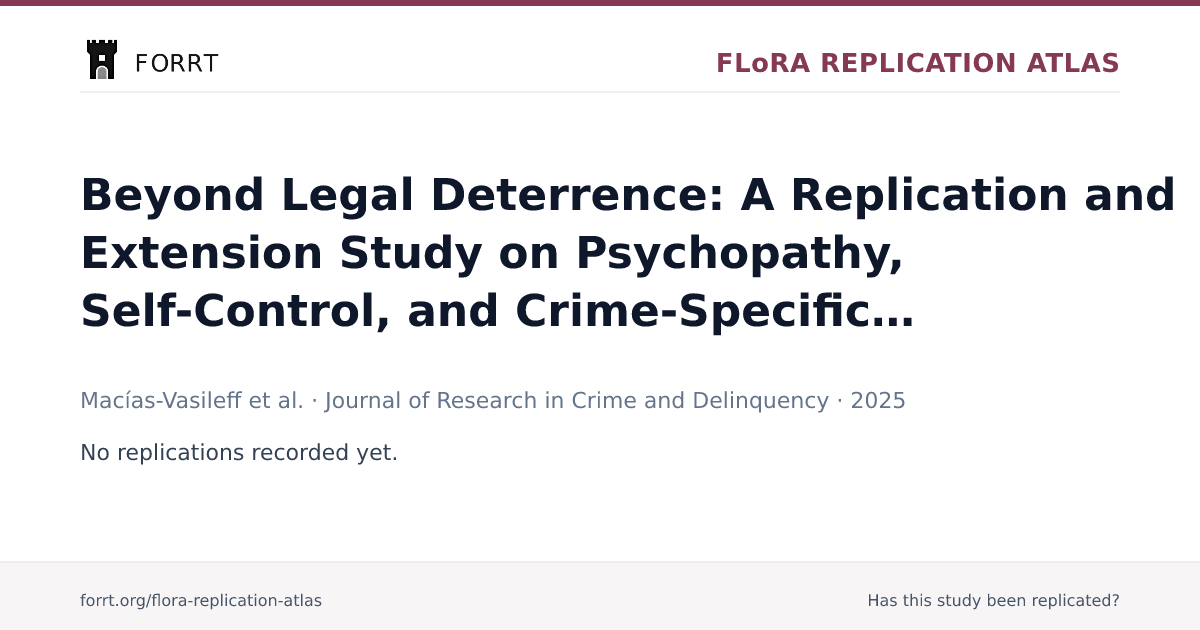 FORRT
FLoRA REPLICATION ATLAS
Beyond Legal Deterrence: A Replication and
Extension Study on Psychopathy,
Self-Control, and Crime-Specific…
Macías-Vasileff et al. · Journal of Research in Crime and Delinquency · 2025
No replications recorded yet.
forrt.org/flora-replication-atlas
Has this study been replicated?